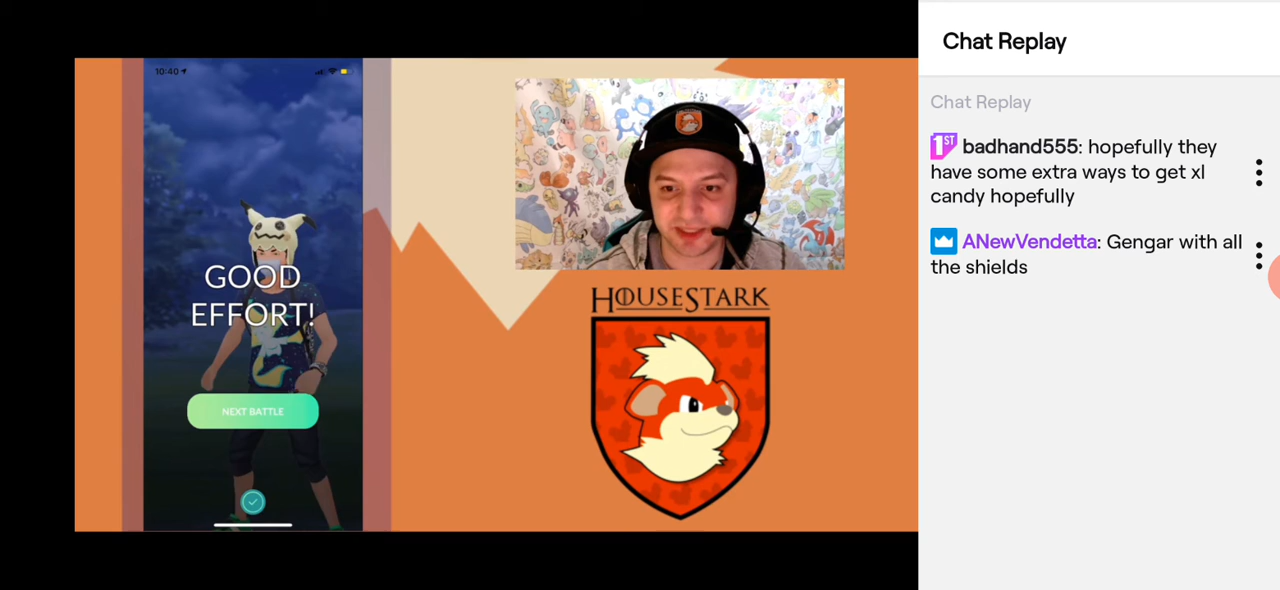 10:40
GOOD
EFFORT!
NEXT BATTLE
HOUSESTARK
Chat Replay
Chat Replay
1ST badhand555: hopefully they
have some extra ways to get xl
candy hopefully
ANewVendetta: Gengar with all
the shields